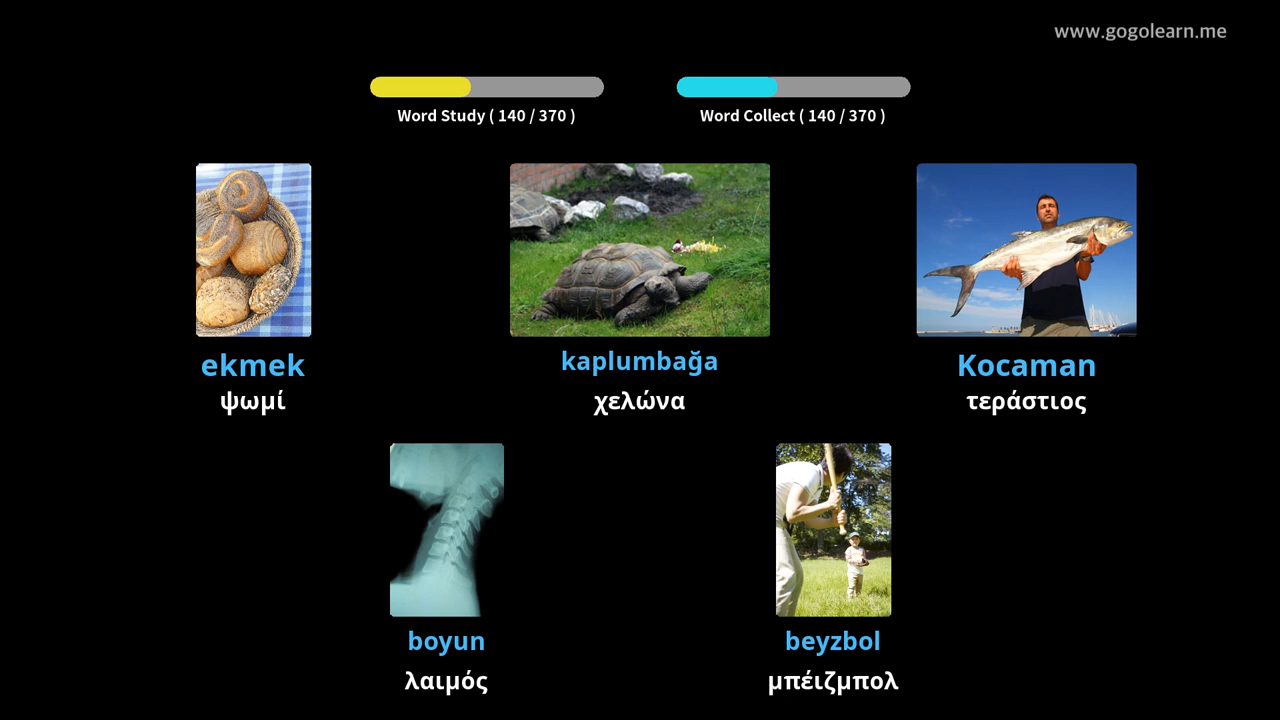 www.gogolearn.me
Word Study ( 140 / 370 )
Word Collect ( 140 / 370 )
ekmek
ψωμί
kaplumbağa
χελώνα
Kocaman
τεράστιος
boyun
λαιμός
beyzbol
μπέιζμπολ